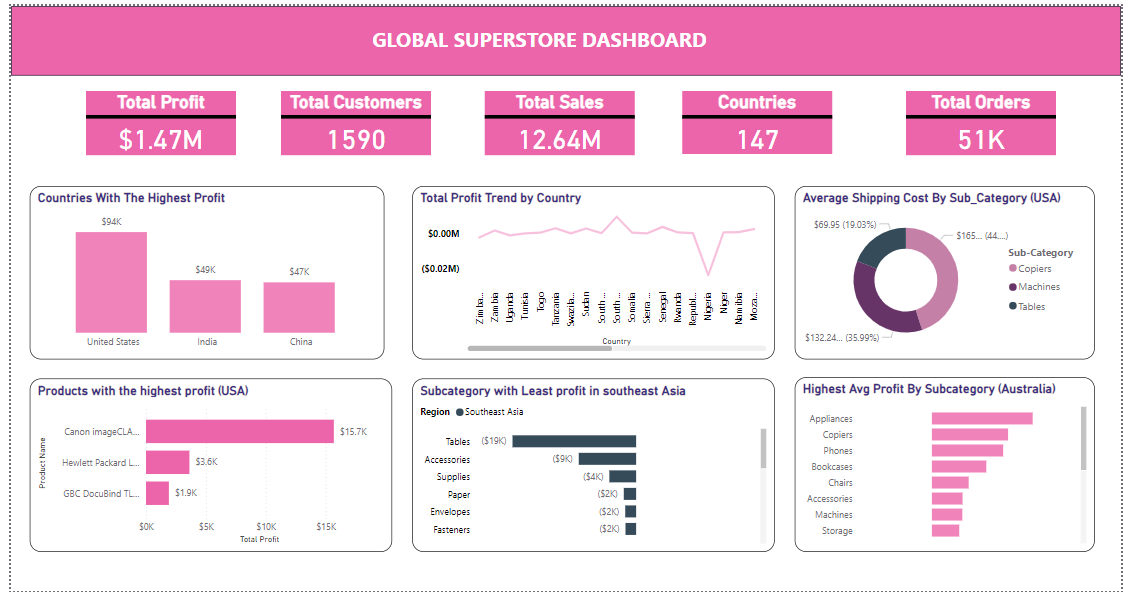 GLOBAL SUPERSTORE DASHBOARD
Total Profit
$1.47M
Total Customers
1590
Total Sales
12.64M
Countries
147
Total Orders
51K
Countries With The Highest Profit
$94K
$49K
$47K
United States
India
China
Total Profit Trend by Country
$0.00M
($0.02M)
Zimba...
Zambia
Uganda
Tunisia
Togo
Tanzania
Swazila...
Sudan
South ...
South ...
Somalia
Sierra ...
Senegal
Rwanda
Republ...
Nigeria
Niger
Namibia
Moza...
Country
Average Shipping Cost By Sub_Category (USA)
$69.95 (19.03%)
$165... (44....)
$132.24... (35.99%)
Sub-Category
Copiers
Machines
Tables
Products with the highest profit (USA)
Product Name
Canon imageCLA...
$15.7K
Hewlett Packard L...
$3.6K
GBC DocuBind TL...
$1.9K
$0K
$5K
$10K
$15K
Total Profit
Subcategory with Least profit in southeast Asia
Region Southeast Asia
Tables ($19K)
Accessories ($9K)
Supplies ($4K)
Paper ($2K)
Envelopes ($2K)
Fasteners ($2K)
Highest Avg Profit By Subcategory (Australia)
Appliances
Copiers
Phones
Bookcases
Chairs
Accessories
Machines
Storage